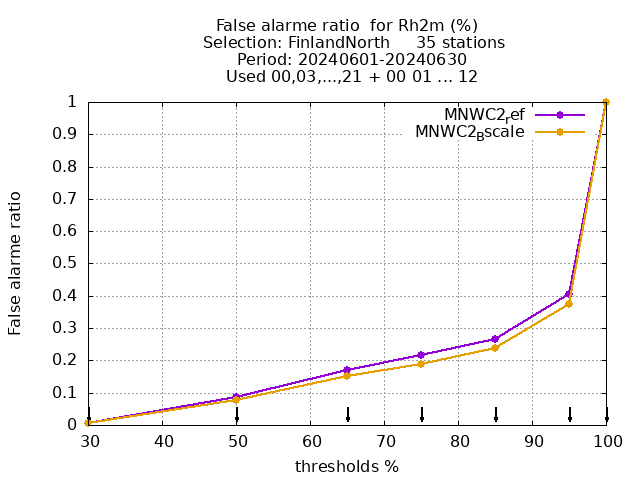 False alarme ratio  for Rh2m (%)
Selection: FinlandNorth     35 stations
Period: 20240601-20240630
Used 00,03,...,21 + 00 01 ... 12
MNWC2ref
MNWC2Bscale
1
0.9
0.8
0.7
0.6
0.5
0.4
0.3
0.2
0.1
0
False alarme ratio
30 40 50 60 70 80 90 100
thresholds %